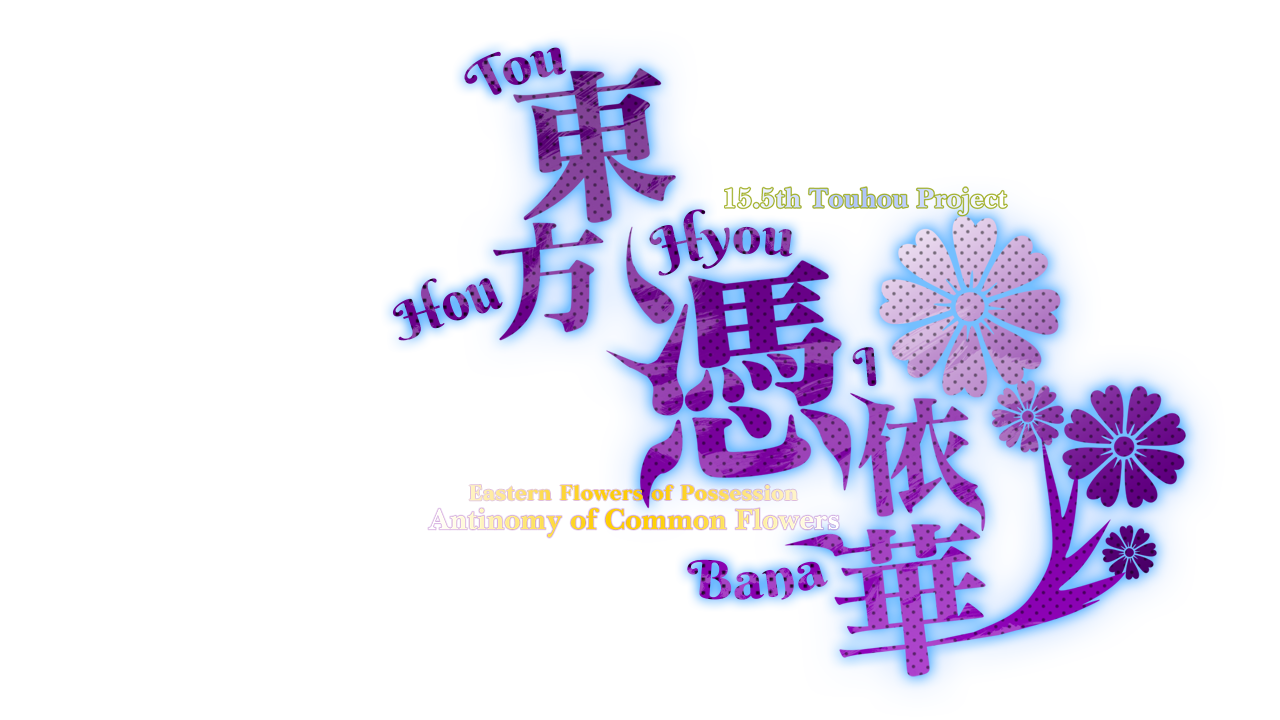 Tou
東
方
Hou
15.5th Touhou Project
Hyou
憑
I
依
Eastern Flowers of Possession
Antinomy of Common Flowers
Bana
華